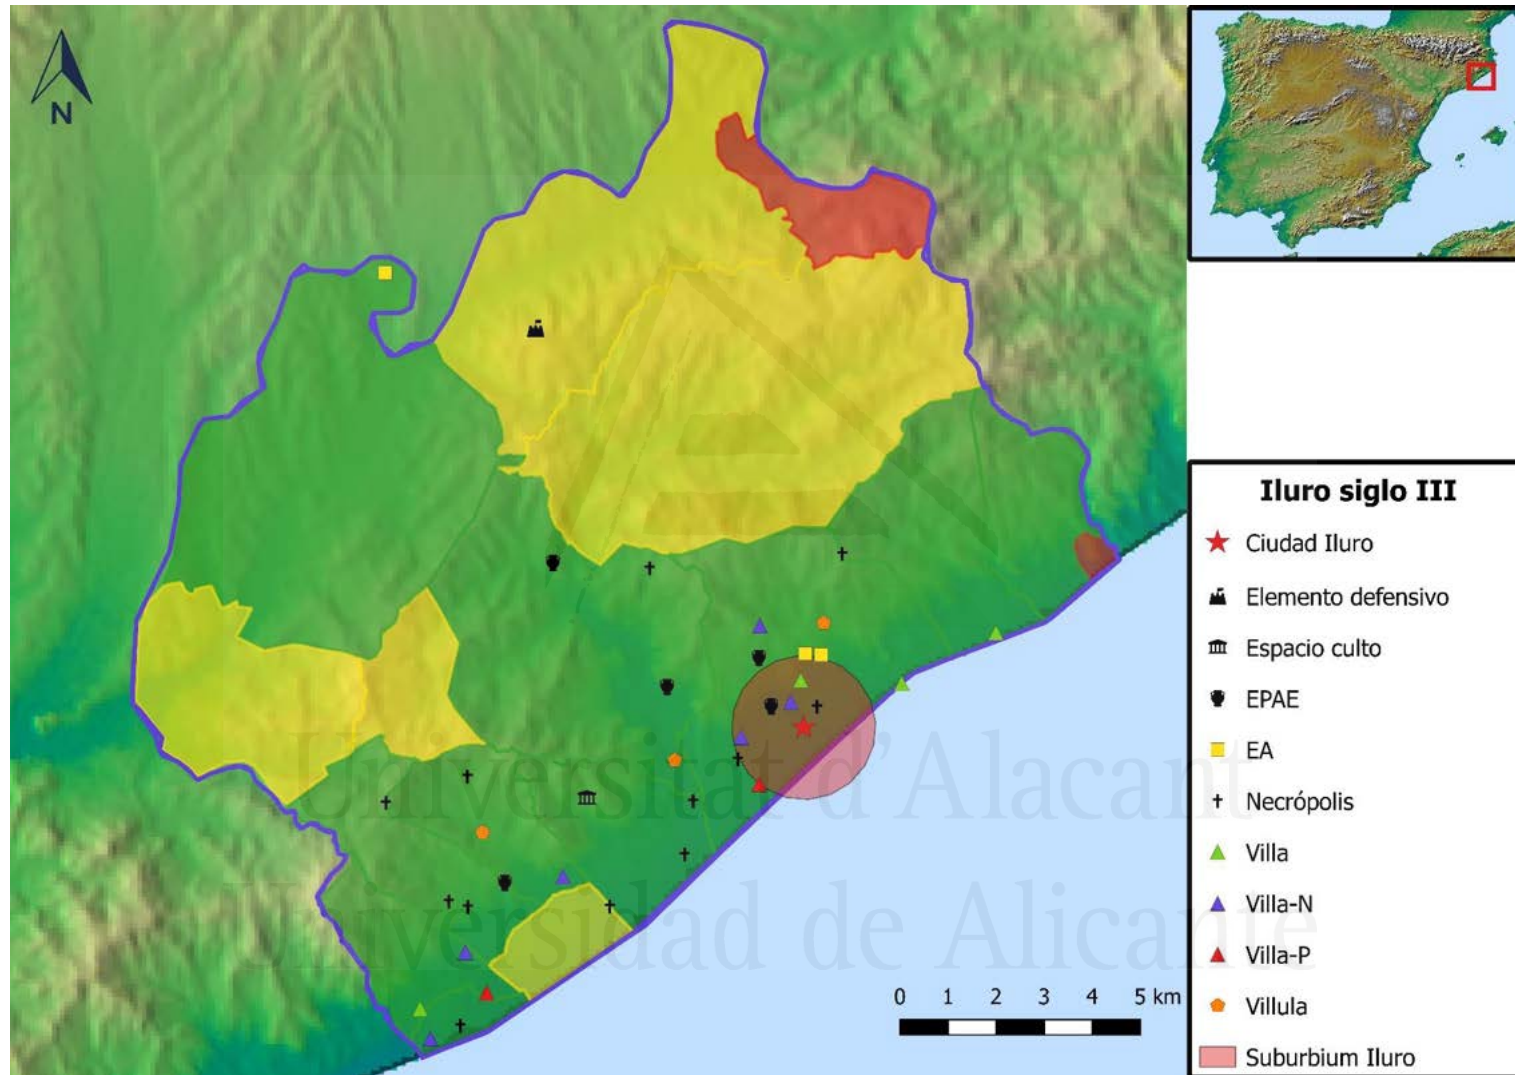 N
Universitat d'Alacant
Universidad de Alicante
0 1 2 3 4 5 km
Iluro siglo III
Ciudad Iluro
Elemento defensivo
Espacio culto
EPAE
EA
Necrópolis
Villa
Villa-N
Villa-P
Villula
Suburbium Iluro